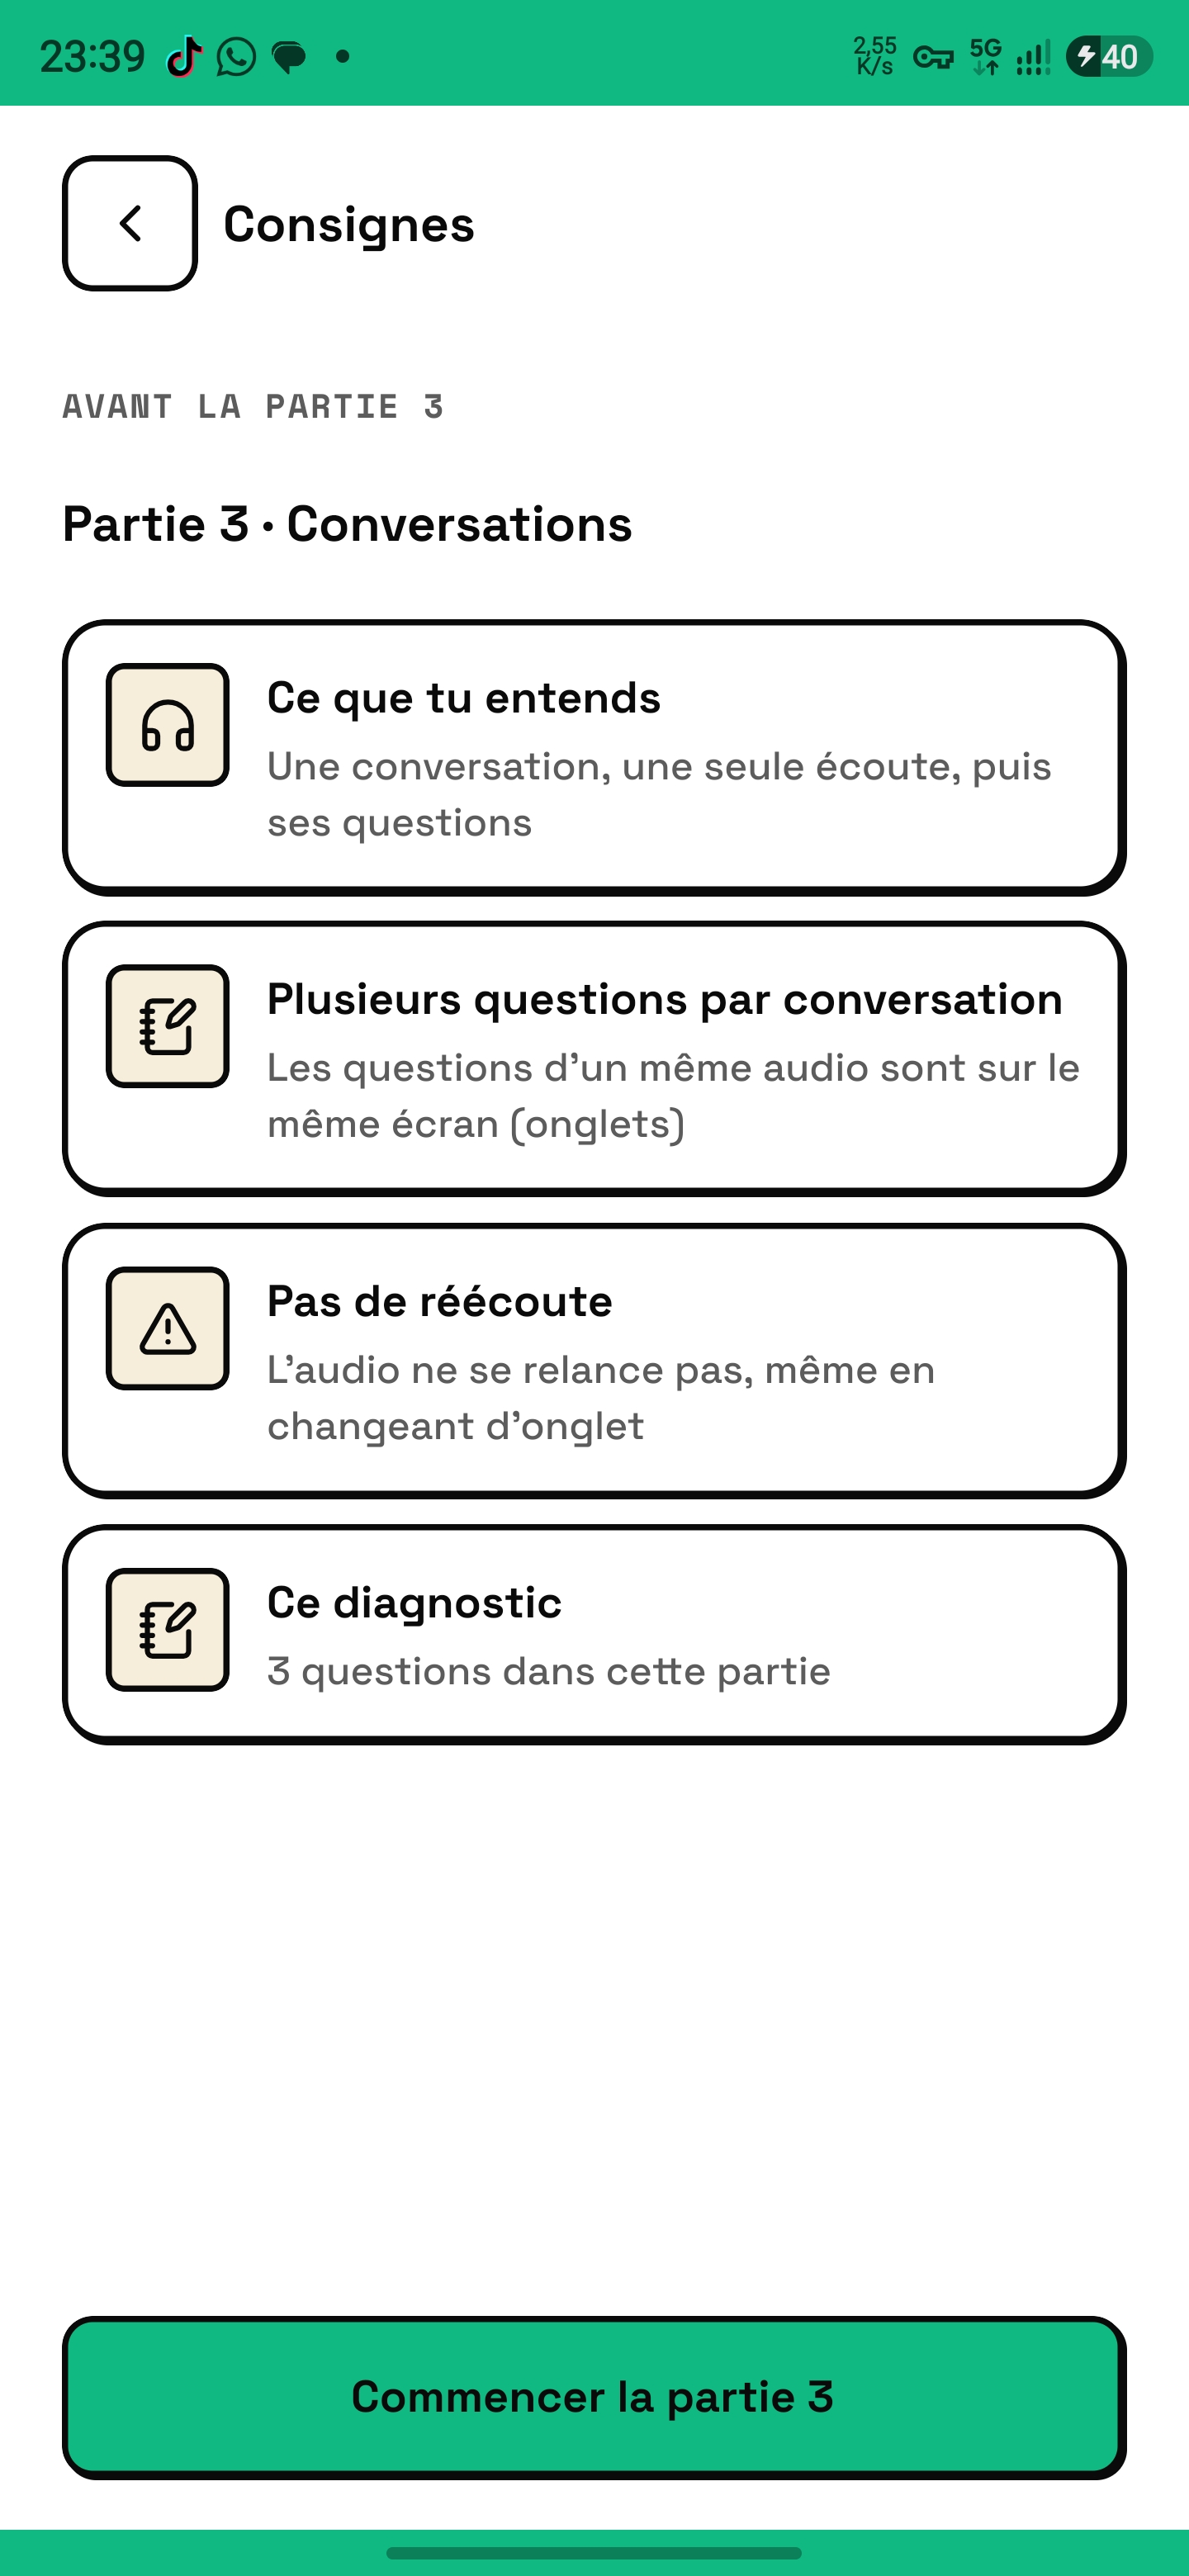 23:39
2,55
K/s
5G
40
Consignes
AVANT LA PARTIE 3
Partie 3 · Conversations
Ce que tu entends
Une conversation, une seule écoute, puis
ses questions
Plusieurs questions par conversation
Les questions d’un même audio sont sur le
même écran (onglets)
Pas de réécoute
L’audio ne se relance pas, même en
changeant d’onglet
Ce diagnostic
3 questions dans cette partie
Commencer la partie 3